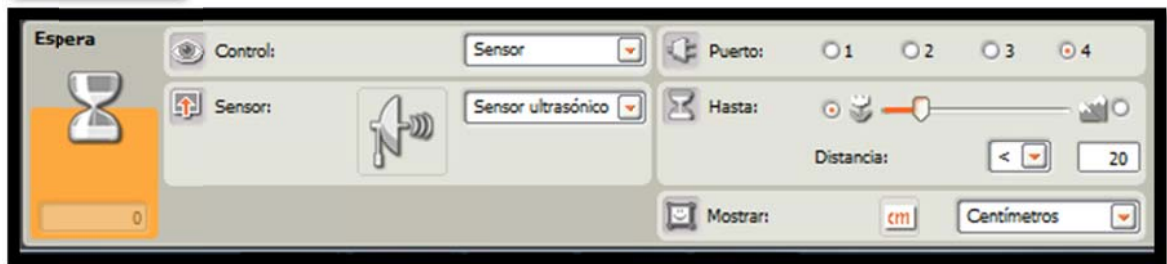 Espera
Control: Sensor
Sensor: Sensor ultrasónico
0
Puerto: 1 2 3 4
Hasta:
Distancia: < 20
Mostrar: cm Centímetros